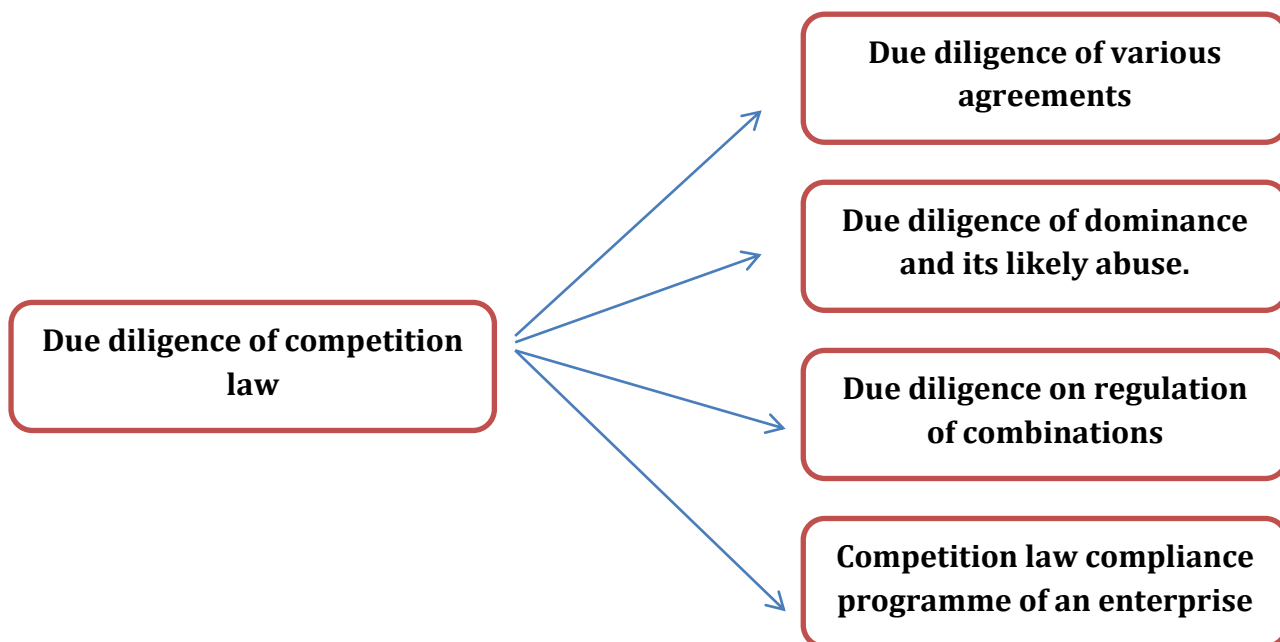 Due diligence of various
agreements
Due diligence of dominance
and its likely abuse.
Due diligence of competition
law
Due diligence on regulation
of combinations
Competition law compliance
programme of an enterprise